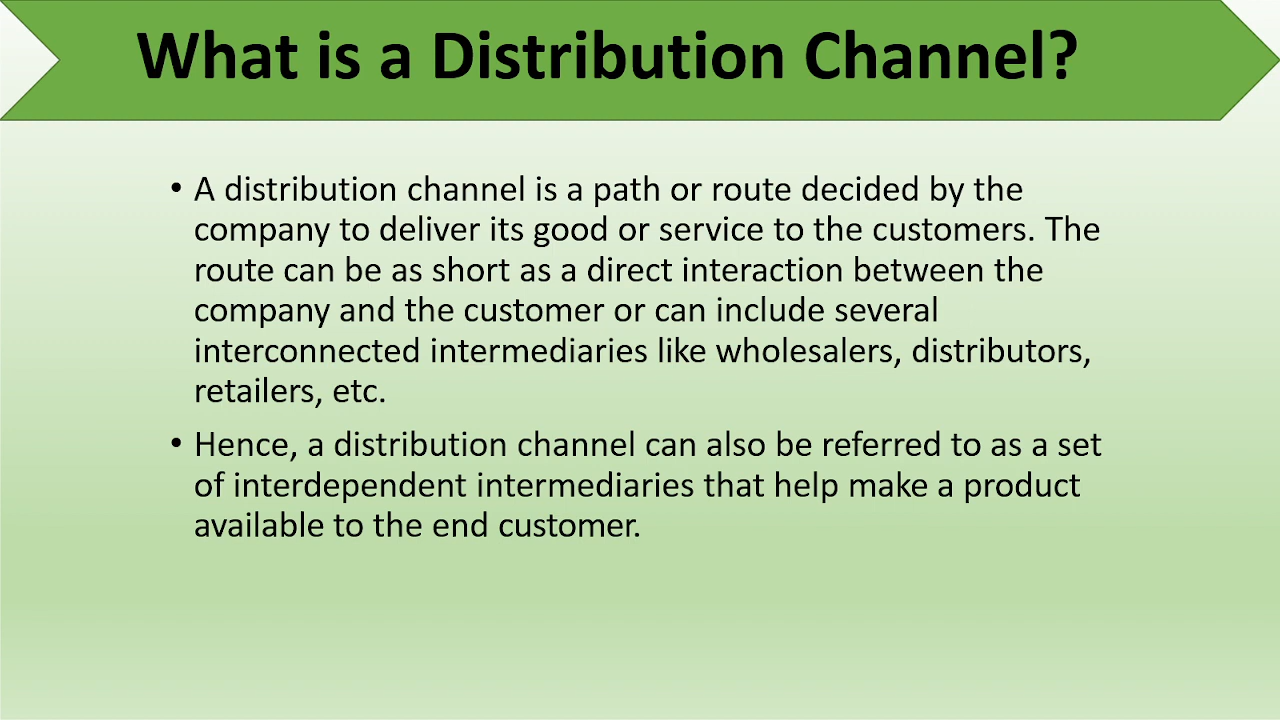 What is a Distribution Channel?
• A distribution channel is a path or route decided by the
company to deliver its good or service to the customers. The
route can be as short as a direct interaction between the
company and the customer or can include several
interconnected intermediaries like wholesalers, distributors,
retailers, etc.
• Hence, a distribution channel can also be referred to as a set
of interdependent intermediaries that help make a product
available to the end customer.